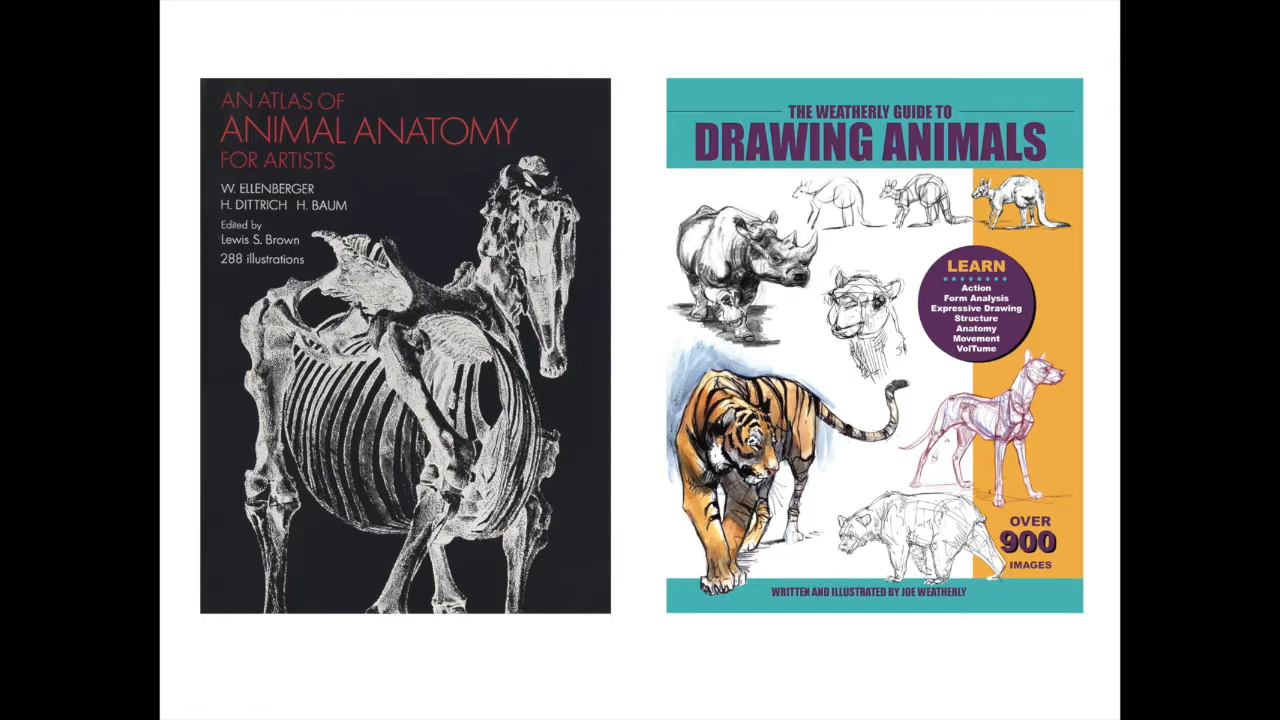 AN ATLAS OF
ANIMAL ANATOMY
FOR ARTISTS
W. ELLENBERGER
H. DITTRICH H. BAUM
Edited by
Lewis S. Brown
288 illustrations
THE WEATHERLY GUIDE TO
DRAWING ANIMALS
LEARN
Action
Form Analysis
Expressive Drawing
Structure
Anatomy
Movement
VolTume
OVER
900
IMAGES
WRITTEN AND ILLUSTRATED BY JOE WEATHERLY